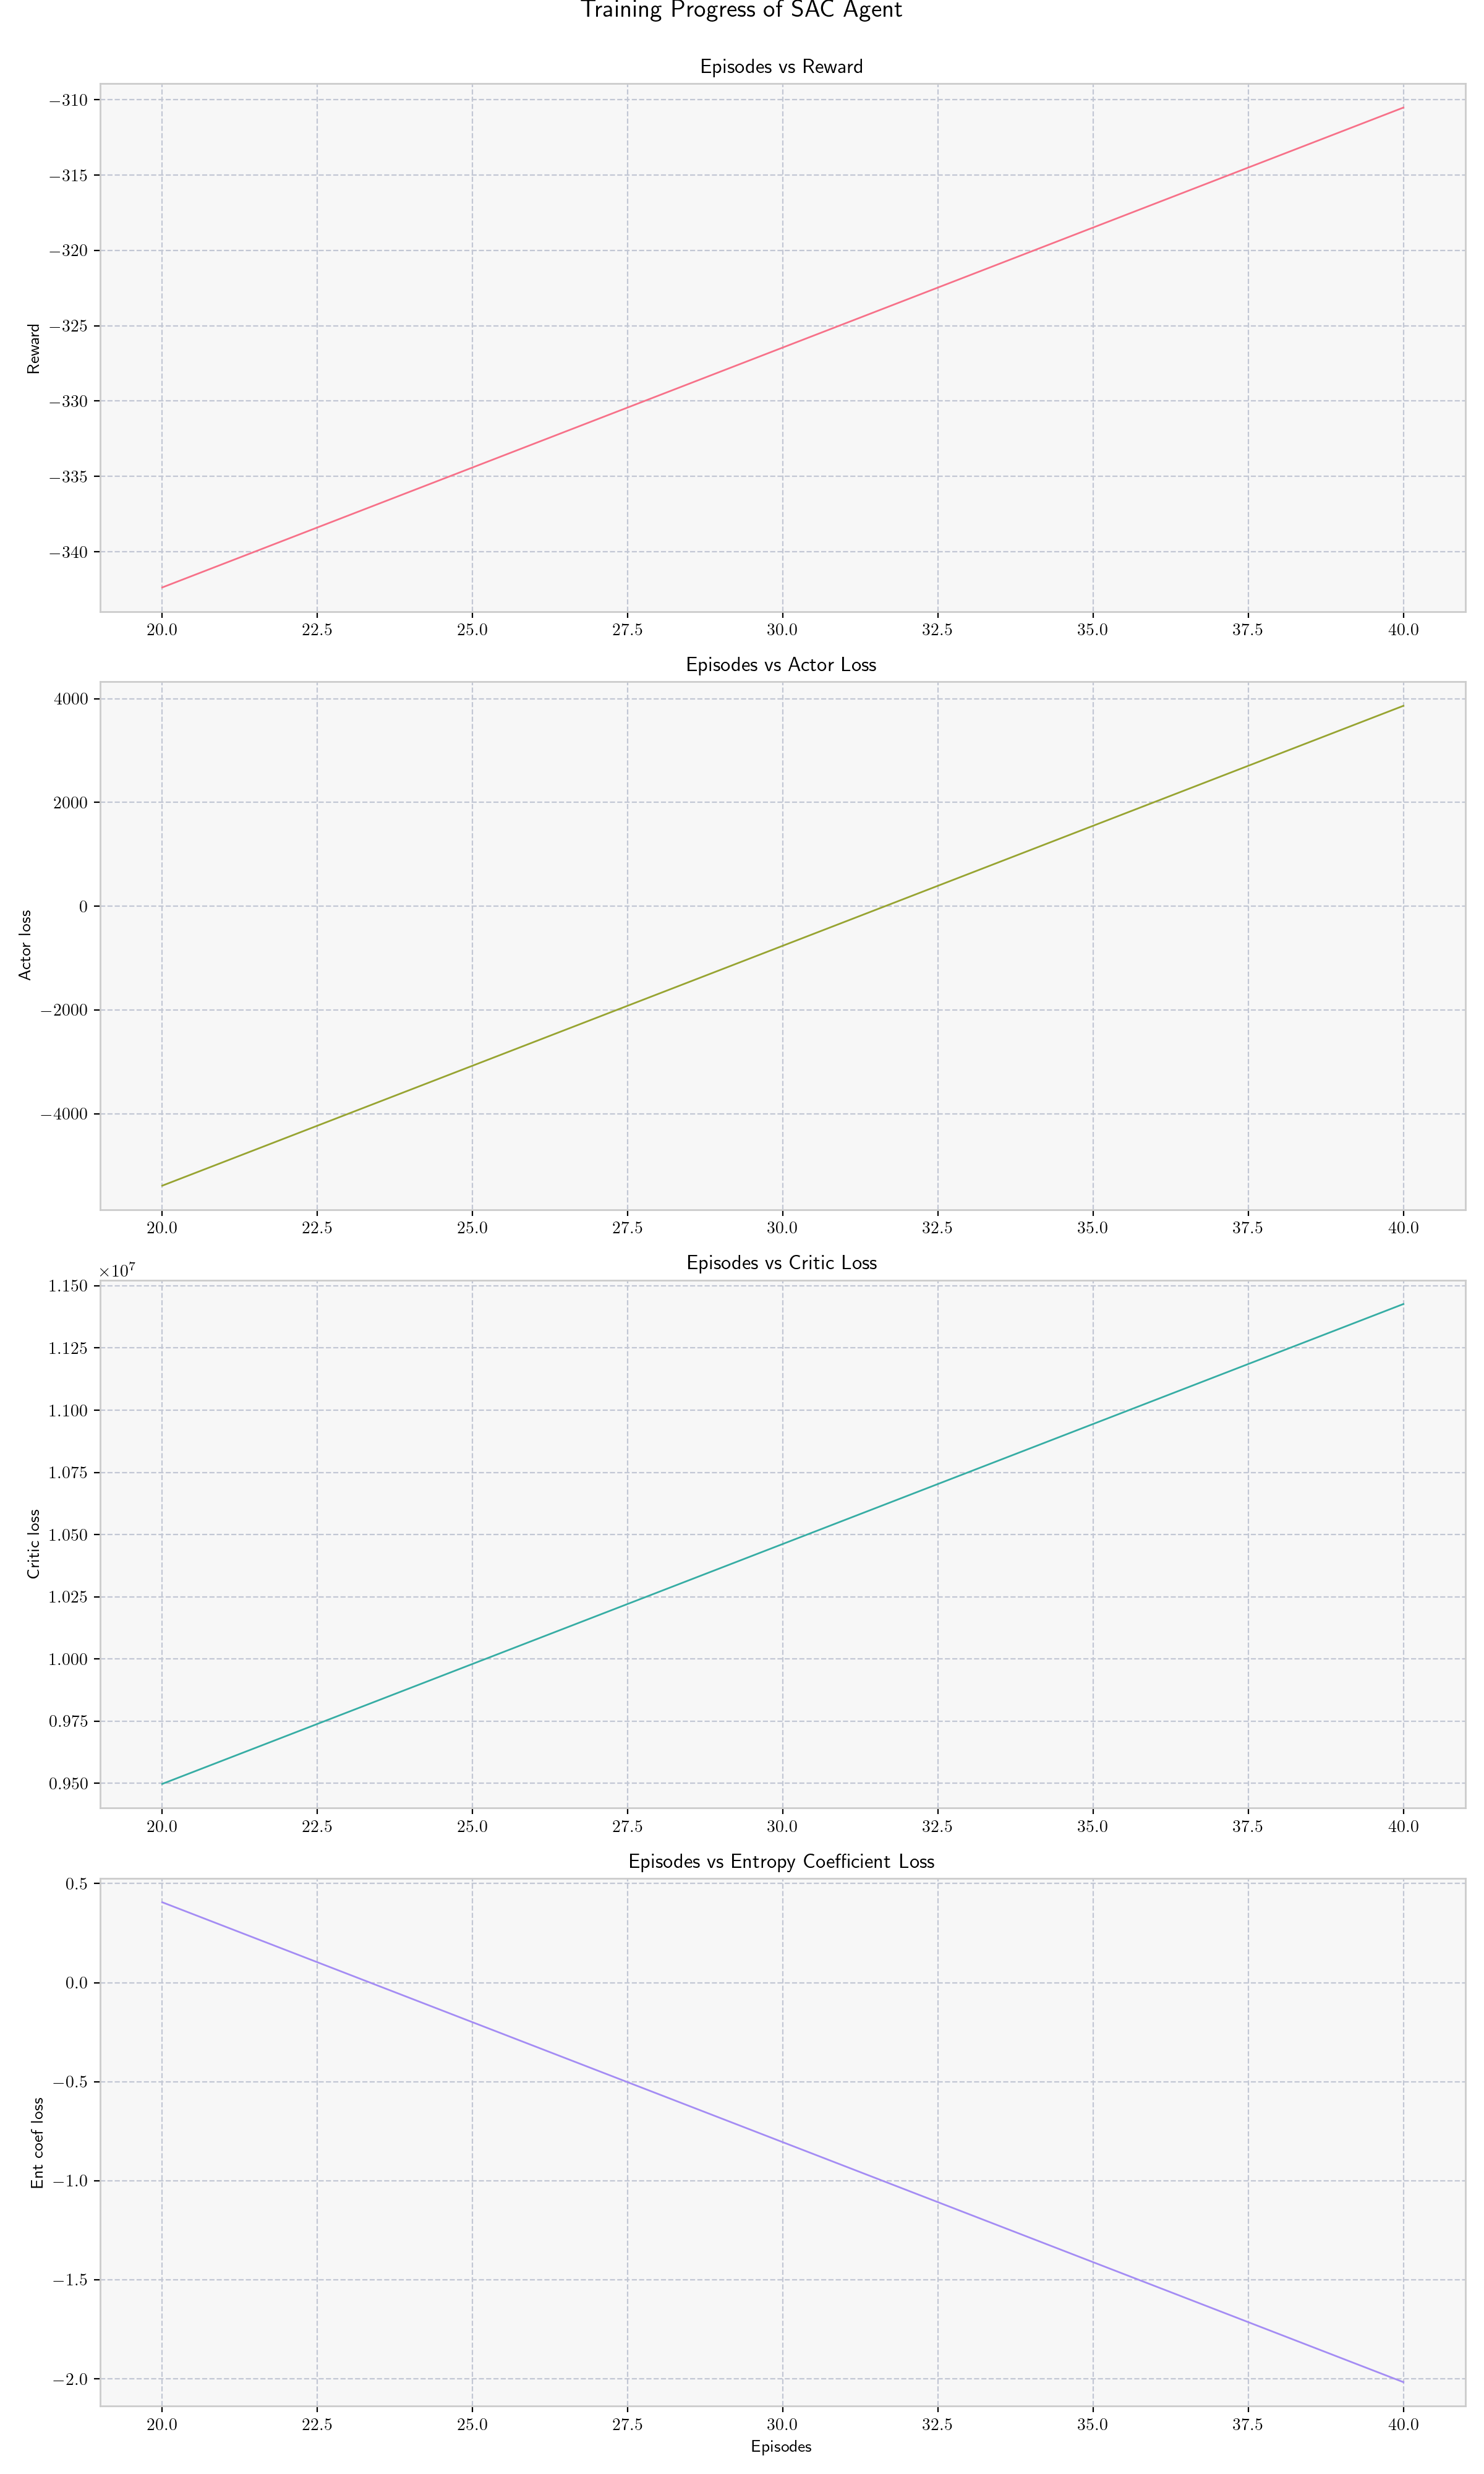 Training Progress of SAC Agent
Episodes vs Reward
−310
−315
−320
−325
−330
−335
−340
Reward
20.0 22.5 25.0 27.5 30.0 32.5 35.0 37.5 40.0
Episodes vs Actor Loss
4000
2000
0
−2000
−4000
Actor loss
20.0 22.5 25.0 27.5 30.0 32.5 35.0 37.5 40.0
Episodes vs Critic Loss
×10⁷
1.150
1.125
1.100
1.075
1.050
1.025
1.000
0.975
0.950
Critic loss
20.0 22.5 25.0 27.5 30.0 32.5 35.0 37.5 40.0
Episodes vs Entropy Coefficient Loss
0.5
0.0
−0.5
−1.0
−1.5
−2.0
Ent coef loss
20.0 22.5 25.0 27.5 30.0 32.5 35.0 37.5 40.0
Episodes